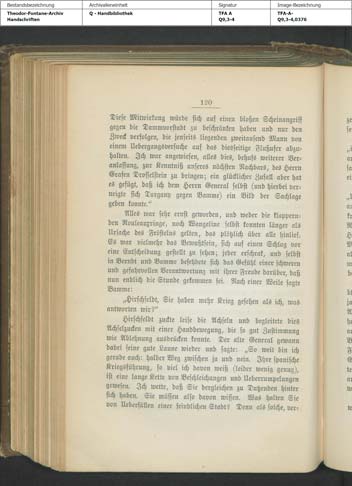 Bestandsbezeichnung
Theodor-Fontane-Archiv
Handschriften
Archivalieneinheit
Q - Handbibliothek
Signatur
TFA A
Q9,3-4
Image-Bezeichnung
TFA-A-
Q9,3-4,0376
120
Diese Mitwirkung würde sich auf einen bloßen Scheinangriff
gegen die Dammvorstadt zu beschränken haben und nur den
Zweck verfolgen, die jenseits liegenden zweitausend Mann von
einem Uebergangsversuche auf das diesseitige Flußufer abzu-
halten. Ich war angewiesen, alles dies, behufs weiterer Ver-
anlassung, zur Kenntniß unseres nächsten Nachbars, des Herrn
Grafen Drosselstein zu bringen; ein glücklicher Zufall aber hat
es gefügt, daß ich dem Herrn General selbst (und hierbei ver-
neigte sich Turgany gegen Bamme) ein Bild der Sachlage
geben konnte.“
Alles war sehr ernst geworden, und weder die klappern-
den Rouleauxringe, noch Wangeline selbst konnten länger als
Ursache des Fröstelns gelten, das plötzlich über alle hinlief.
Es war vielmehr das Bewußtsein, sich auf einen Schlag vor
eine Entscheidung gestellt zu sehen; jeder erschrak, und selbst
in Berndt und Bamme bekehrte sich das Gefühl einer schweren
und gefahrvollen Verantwortung mit ihrer Freude darüber, daß
nun endlich die Stunde gekommen sei. Nach einer Weile sagte
Bamme:
„Hirschfeldt, Sie haben mehr Krieg gesehen als ich, was
antworten wir?“
Hirschfeldt zuckte leise die Achseln und begleitete dies
Achselzucken mit einer Handbewegung, die so gut Zustimmung
wie Ablehnung ausdrücken konnte. Der alte General gewann
dabei seine gute Laune wieder und sagte: „So weit bin ich
gerade auch: halber Weg zwischen ja und nein. Ihre spanische
Kriegsführung, so viel ich davon weiß (leider wenig genug),
ist eine lange Kette von Beschleichungen und Ueberrumpelungen
gewesen. Ich wette, daß Sie dergleichen zu Dutzenden hinter
sich haben. Sie müssen also davon wissen. Was halten Sie
von Ueberfällen einer feindlichen Stadt? Denn als solche, ver-